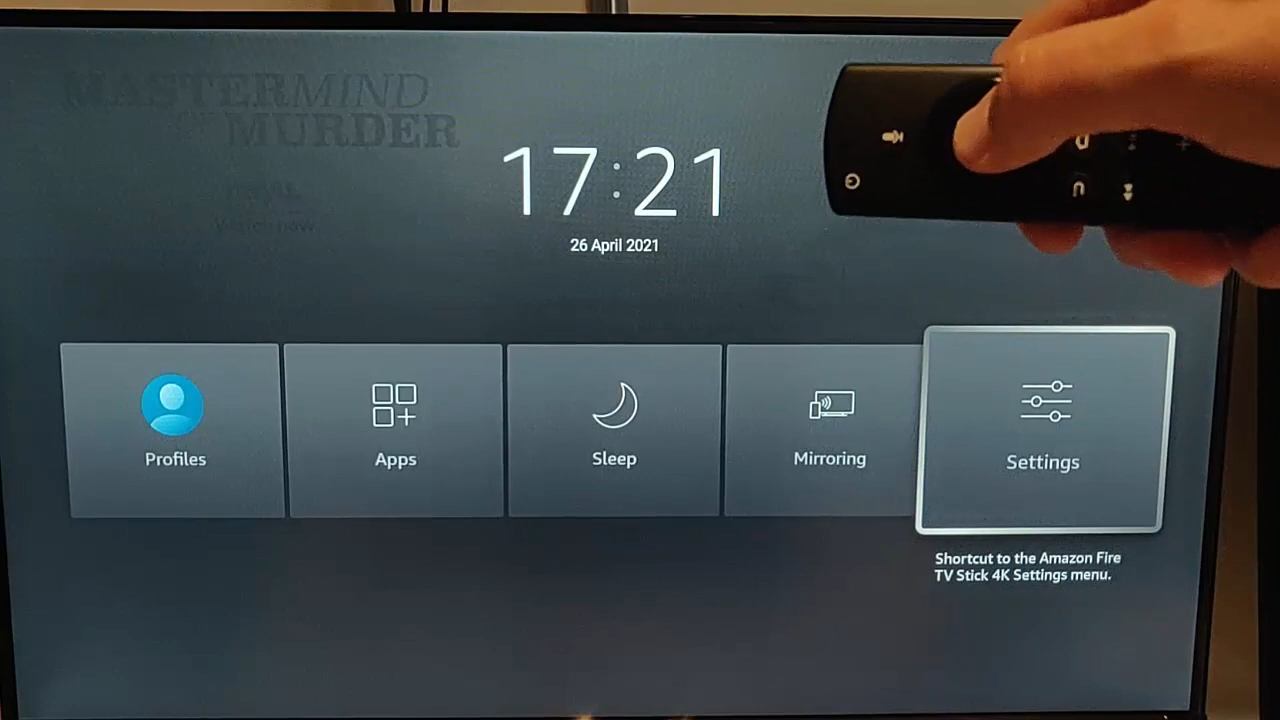 MASTERMIND
MURDER
17:21
26 April 2021
Profiles
Apps
Sleep
Mirroring
Settings
Shortcut to the Amazon Fire
TV Stick 4K Settings menu.